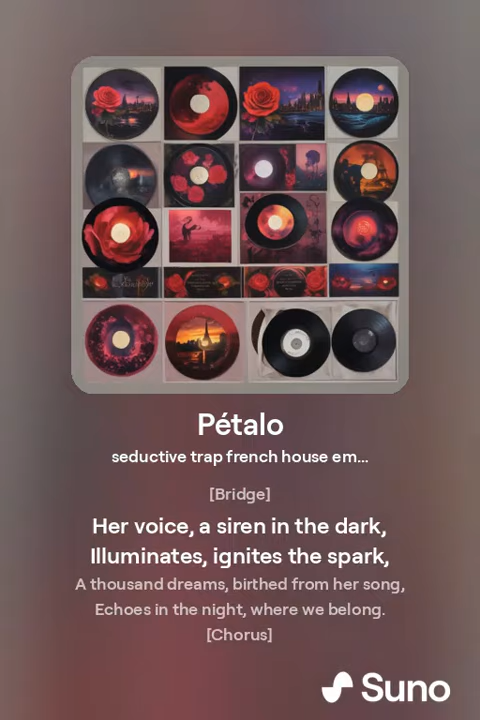 Pétalo
seductive trap french house em...
[Bridge]
Her voice, a siren in the dark,
Illuminates, ignites the spark,
A thousand dreams, birthed from her song,
Echoes in the night, where we belong.
[Chorus]
Suno